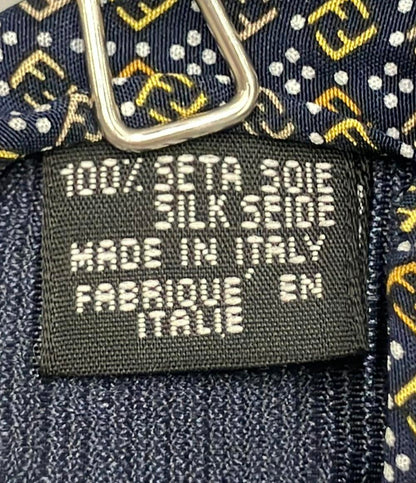 100% SETA SOIE
SILK SEIDE
MADE IN ITALY
FABRIQUE' EN
ITALIE